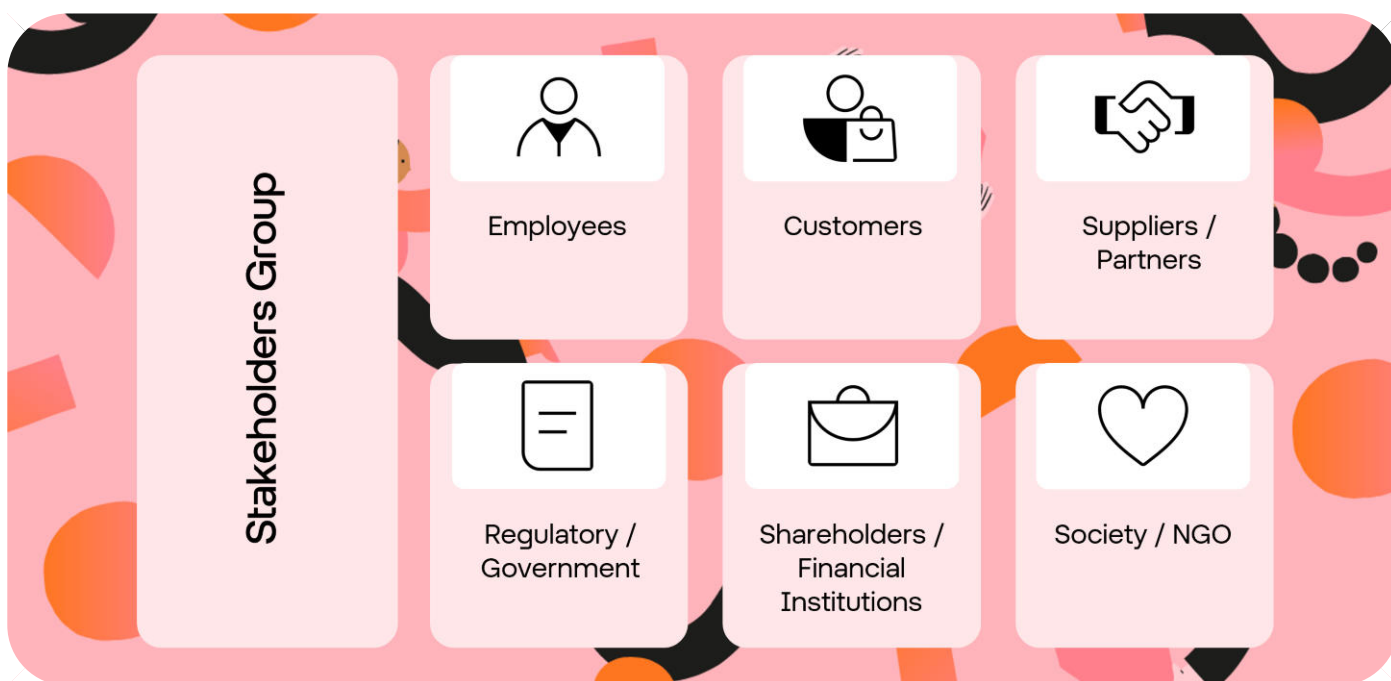 Stakeholders Group
Employees
Customers
Suppliers /
Partners
Regulatory /
Government
Shareholders /
Financial
Institutions
Society / NGO